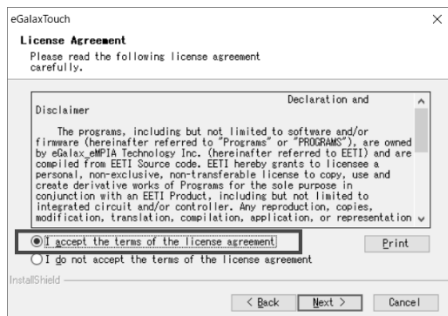 eGalaxTouch
License Agreement
Please read the following license agreement
carefully.
Declaration and
Disclaimer
The programs, including but not limited to software and/or
firmware (hereinafter referred to "Programs" or "PROGRAMS"), are owned
by eGalax_eMPIA Technology Inc. (hereinafter referred to EETI) and are
compiled from EETI Source code. EETI hereby grants to licensee a
personal, non-exclusive, non-transferable license to copy, use and
create derivative works of Programs for the sole purpose in
conjunction with an EETI Product, including but not limited to
integrated circuit and/or controller. Any reproduction, copies,
modification, translation, compilation, application, or representation
I accept the terms of the license agreement
Print
I do not accept the terms of the license agreement
InstallShield
< Back
Next >
Cancel